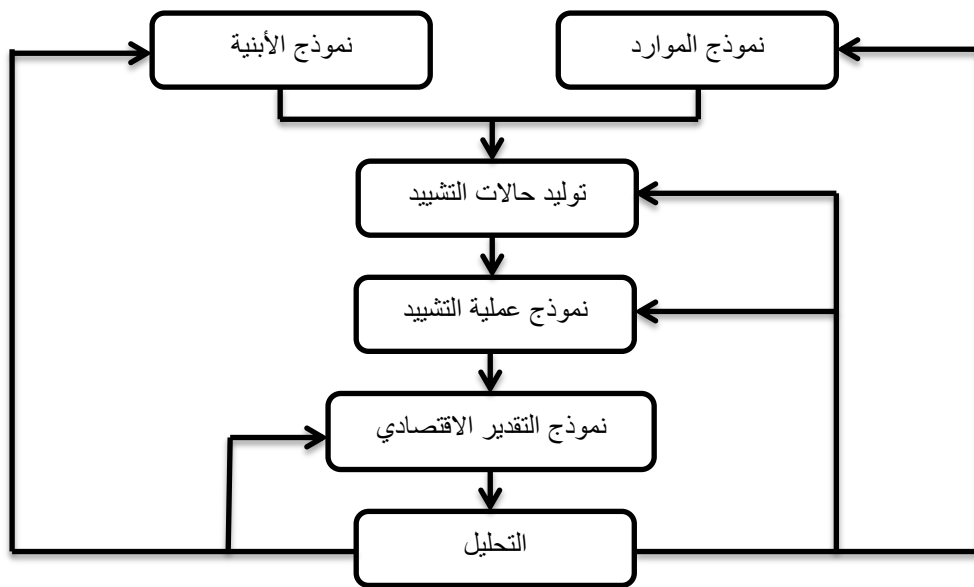 نموذج الموارد
نموذج الأبنية
توليد حالات التشييد
نموذج عملية التشييد
نموذج التقدير الاقتصادي
التحليل